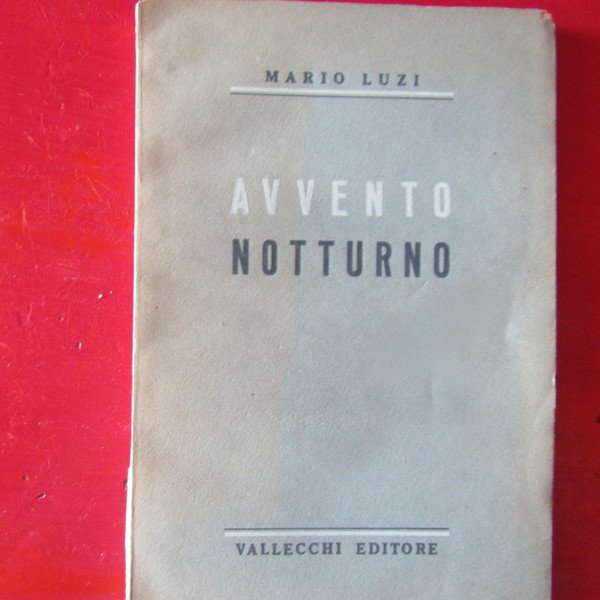 MARIO LUZI
AVVENTO
NOTTURNO
VALLECCHI EDITORE